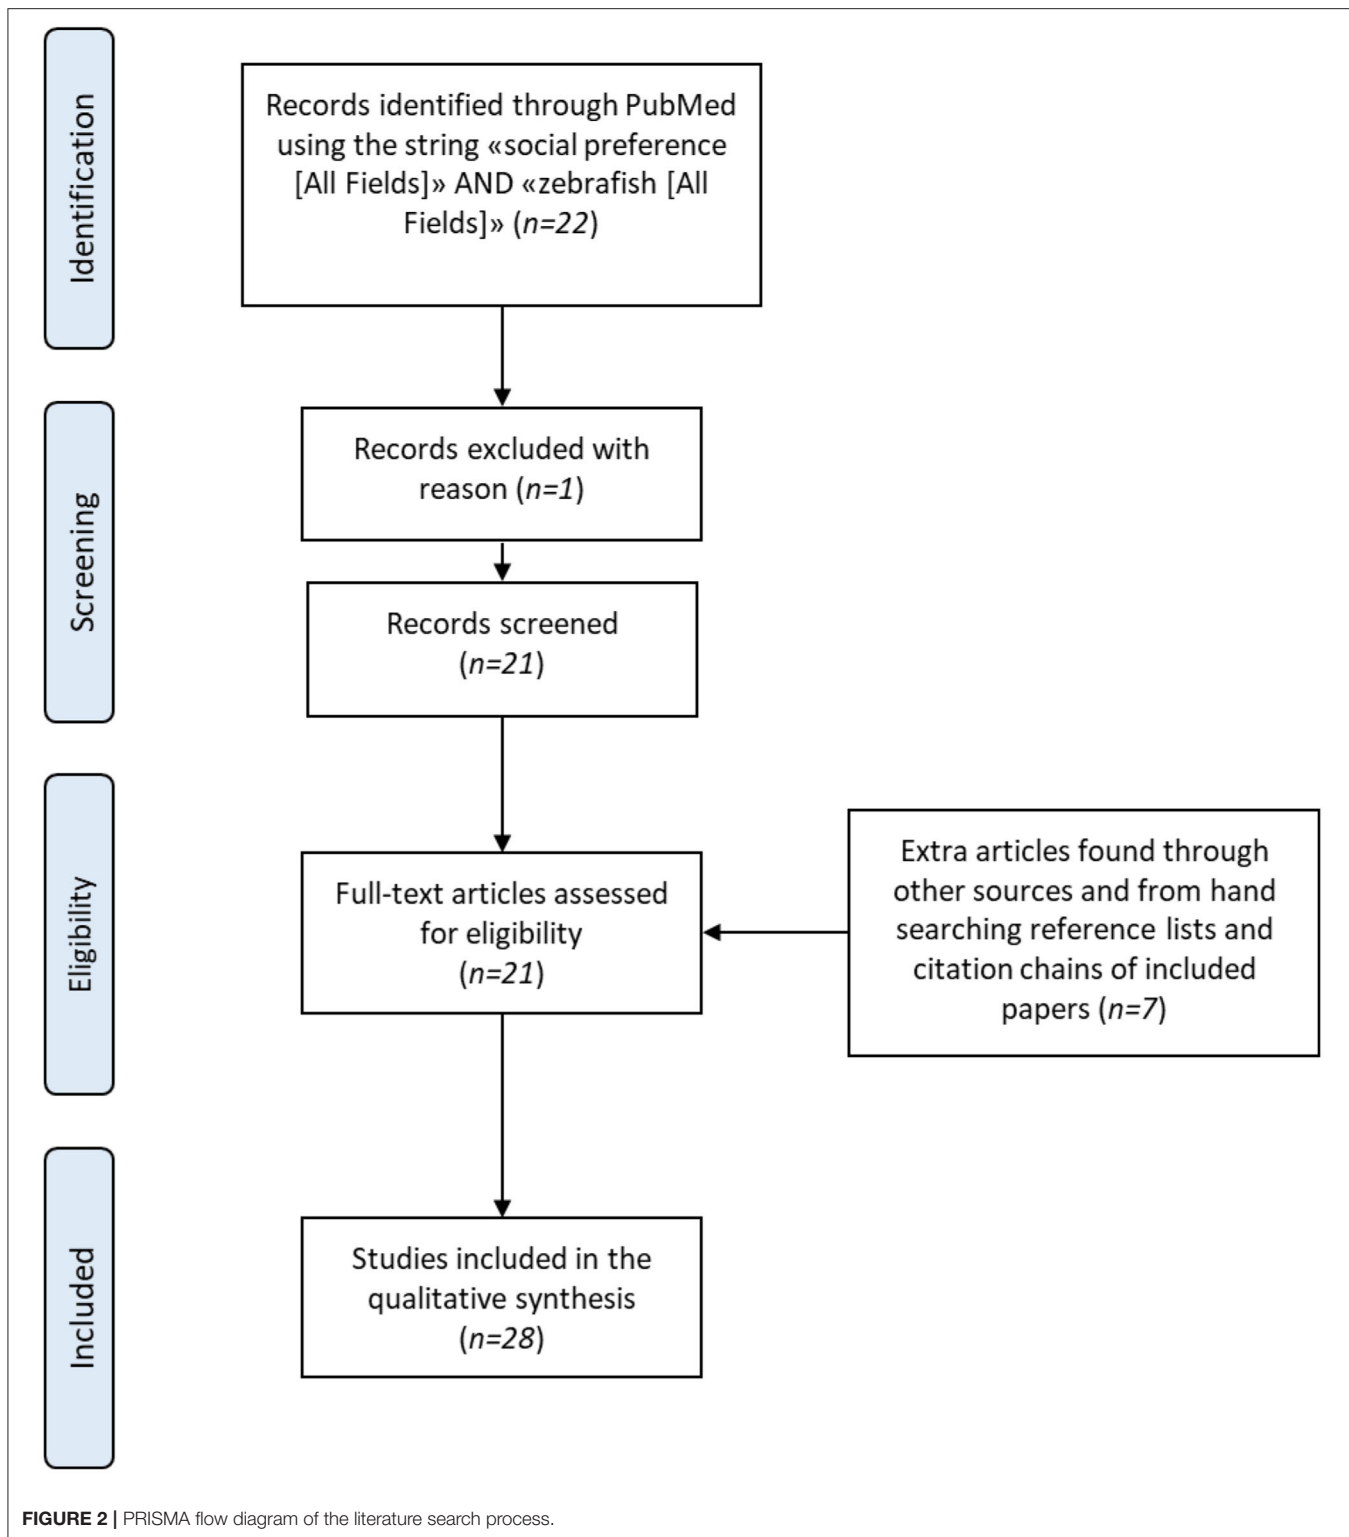 Identification
Records identified through PubMed
using the string «social preference
[All Fields]» AND «zebrafish [All
Fields]» (n=22)
Screening
Records excluded with
reason (n=1)
Records screened
(n=21)
Eligibility
Full-text articles assessed
for eligibility
(n=21)
Extra articles found through
other sources and from hand
searching reference lists and
citation chains of included
papers (n=7)
Included
Studies included in the
qualitative synthesis
(n=28)
FIGURE 2 | PRISMA flow diagram of the literature search process.